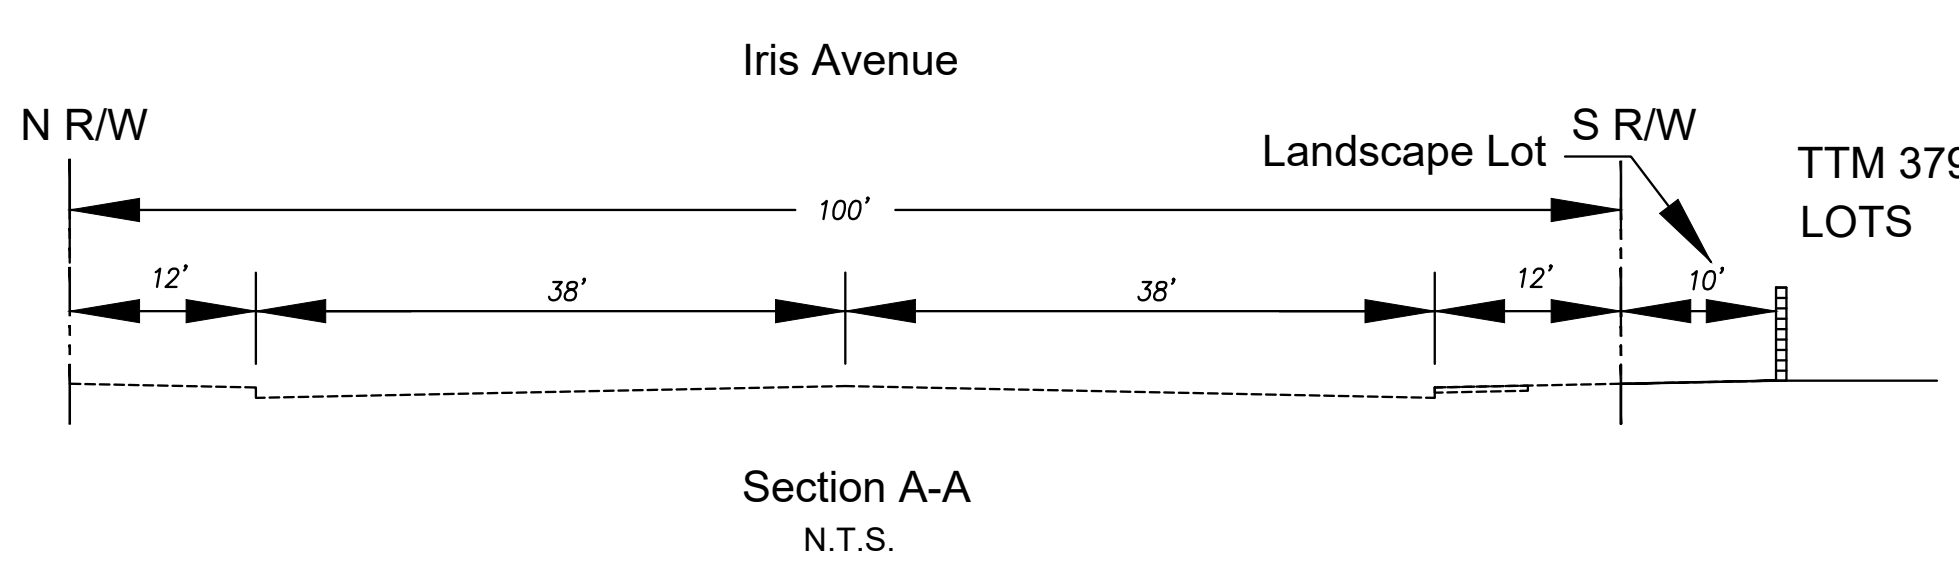 Iris Avenue
N R/W
S R/W
Landscape Lot
TTM 379
LOTS
100’
12’
38’
38’
12’
10’
Section A-A
N.T.S.